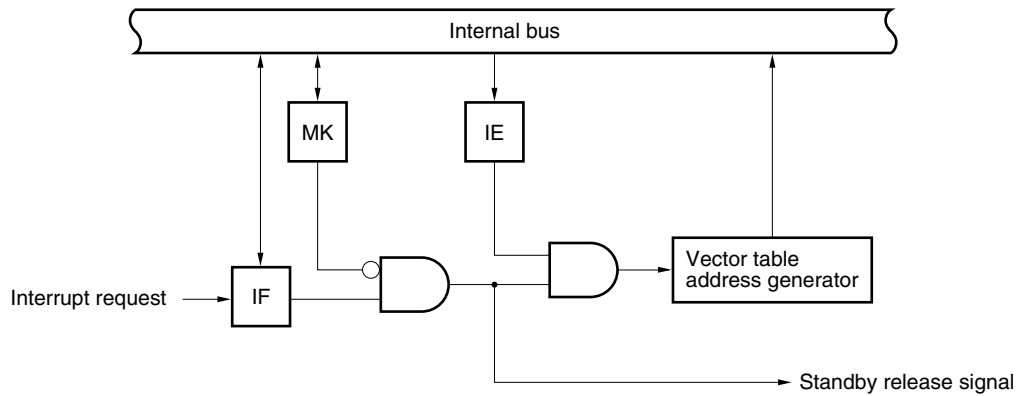 Internal bus
MK
IE
Vector table
address generator
Interrupt request
IF
Standby release signal